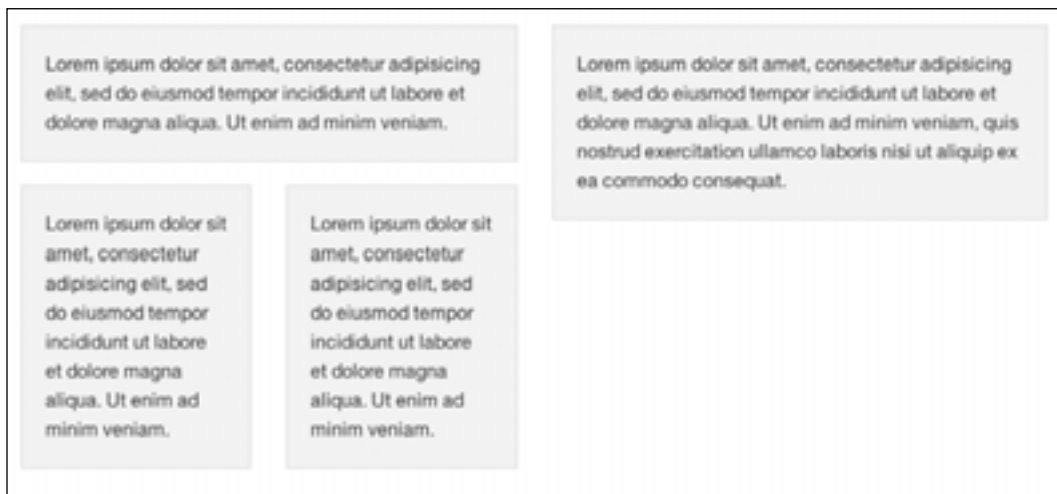 Lorem ipsum dolor sit amet, consectetur adipisicing
elit, sed do eiusmod tempor incididunt ut labore et
dolore magna aliqua. Ut enim ad minim veniam.
Lorem ipsum dolor sit
amet, consectetur
adipisicing elit, sed
do eiusmod tempor
incididunt ut labore
et dolore magna
aliqua. Ut enim ad
minim veniam.
Lorem ipsum dolor sit
amet, consectetur
adipisicing elit, sed
do eiusmod tempor
incididunt ut labore
et dolore magna
aliqua. Ut enim ad
minim veniam.
Lorem ipsum dolor sit amet, consectetur adipisicing
elit, sed do eiusmod tempor incididunt ut labore et
dolore magna aliqua. Ut enim ad minim veniam, quis
nostrud exercitation ullamco laboris nisi ut aliquip ex
ea commodo consequat.